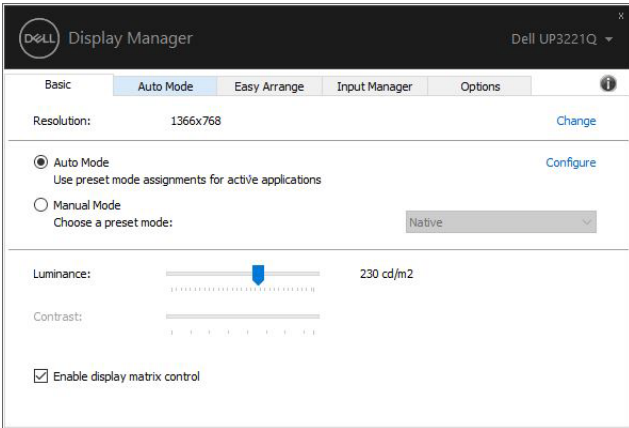 DELL Display Manager Dell UP3221Q
x
Basic Auto Mode Easy Arrange Input Manager Options i
Resolution: 1366x768 Change
Auto Mode Configure
Use preset mode assignments for active applications
Manual Mode
Choose a preset mode: Native
Luminance: 230 cd/m2
Contrast:
Enable display matrix control